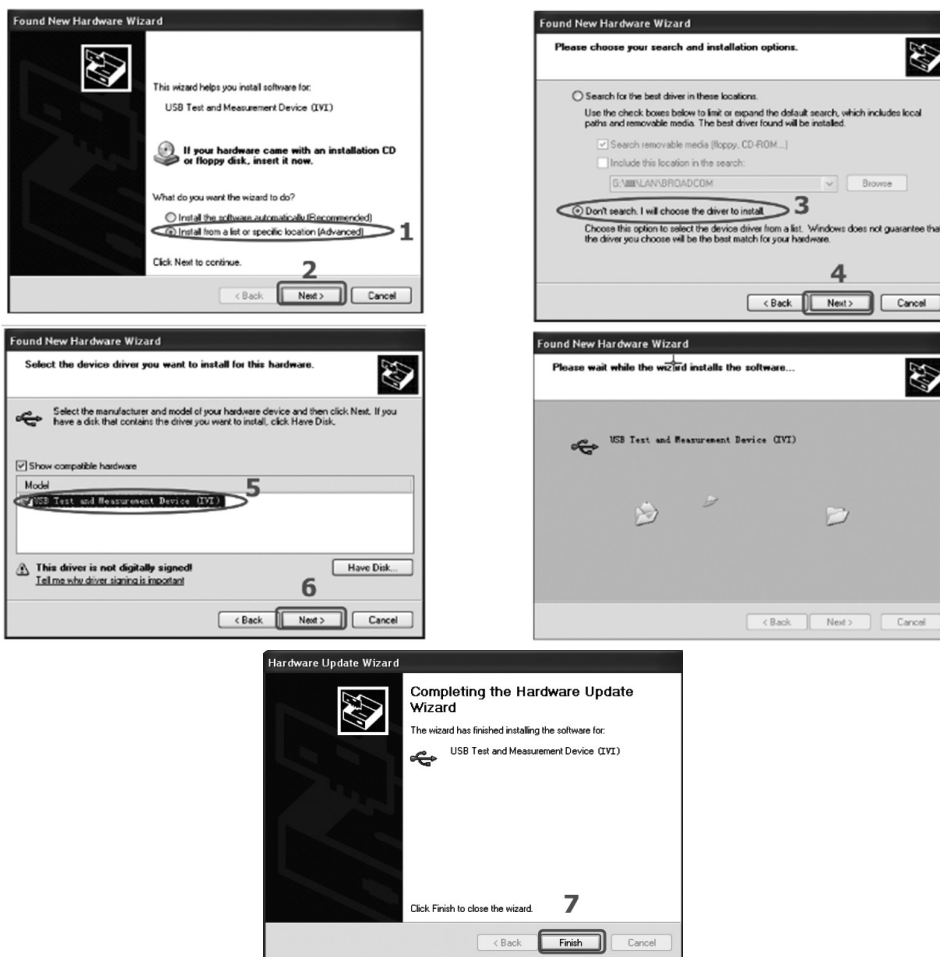 Found New Hardware Wizard
This wizard helps you install software for:
USB Test and Measurement Device (IVI)
If your hardware came with an installation CD
or floppy disk, insert it now.
What do you want the wizard to do?
Install the software automatically (Recommended)
Install from a list or specific location (Advanced)
1
Click Next to continue.
2
< Back Next > Cancel
Found New Hardware Wizard
Please choose your search and installation options.
Search for the best driver in these locations.
Use the check boxes below to limit or expand the default search, which includes local
paths and removable media. The best driver found will be installed.
Search removable media (floppy, CD-ROM...)
Include this location in the search:
\LAN\BROADCOM Browse
Don't search. I will choose the driver to install.
3
Choose this option to select the device driver from a list. Windows does not guarantee that
the driver you choose will be the best match for your hardware.
4
< Back Next > Cancel
Found New Hardware Wizard
Select the device driver you want to install for this hardware.
Select the manufacturer and model of your hardware device and then click Next. If you
have a disk that contains the driver you want to install, click Have Disk.
Show compatible hardware
Model
5
USB Test and Measurement Device (IVI)
This driver is not digitally signed!
Have Disk...
Tell me why driver signing is important
6
< Back Next > Cancel
Found New Hardware Wizard
Please wait while the wizard installs the software...
USB Test and Measurement Device (IVI)
< Back Next > Cancel
Hardware Update Wizard
Completing the Hardware Update
Wizard
The wizard has finished installing the software for:
USB Test and Measurement Device (IVI)
Click Finish to close the wizard.
7
< Back Finish Cancel